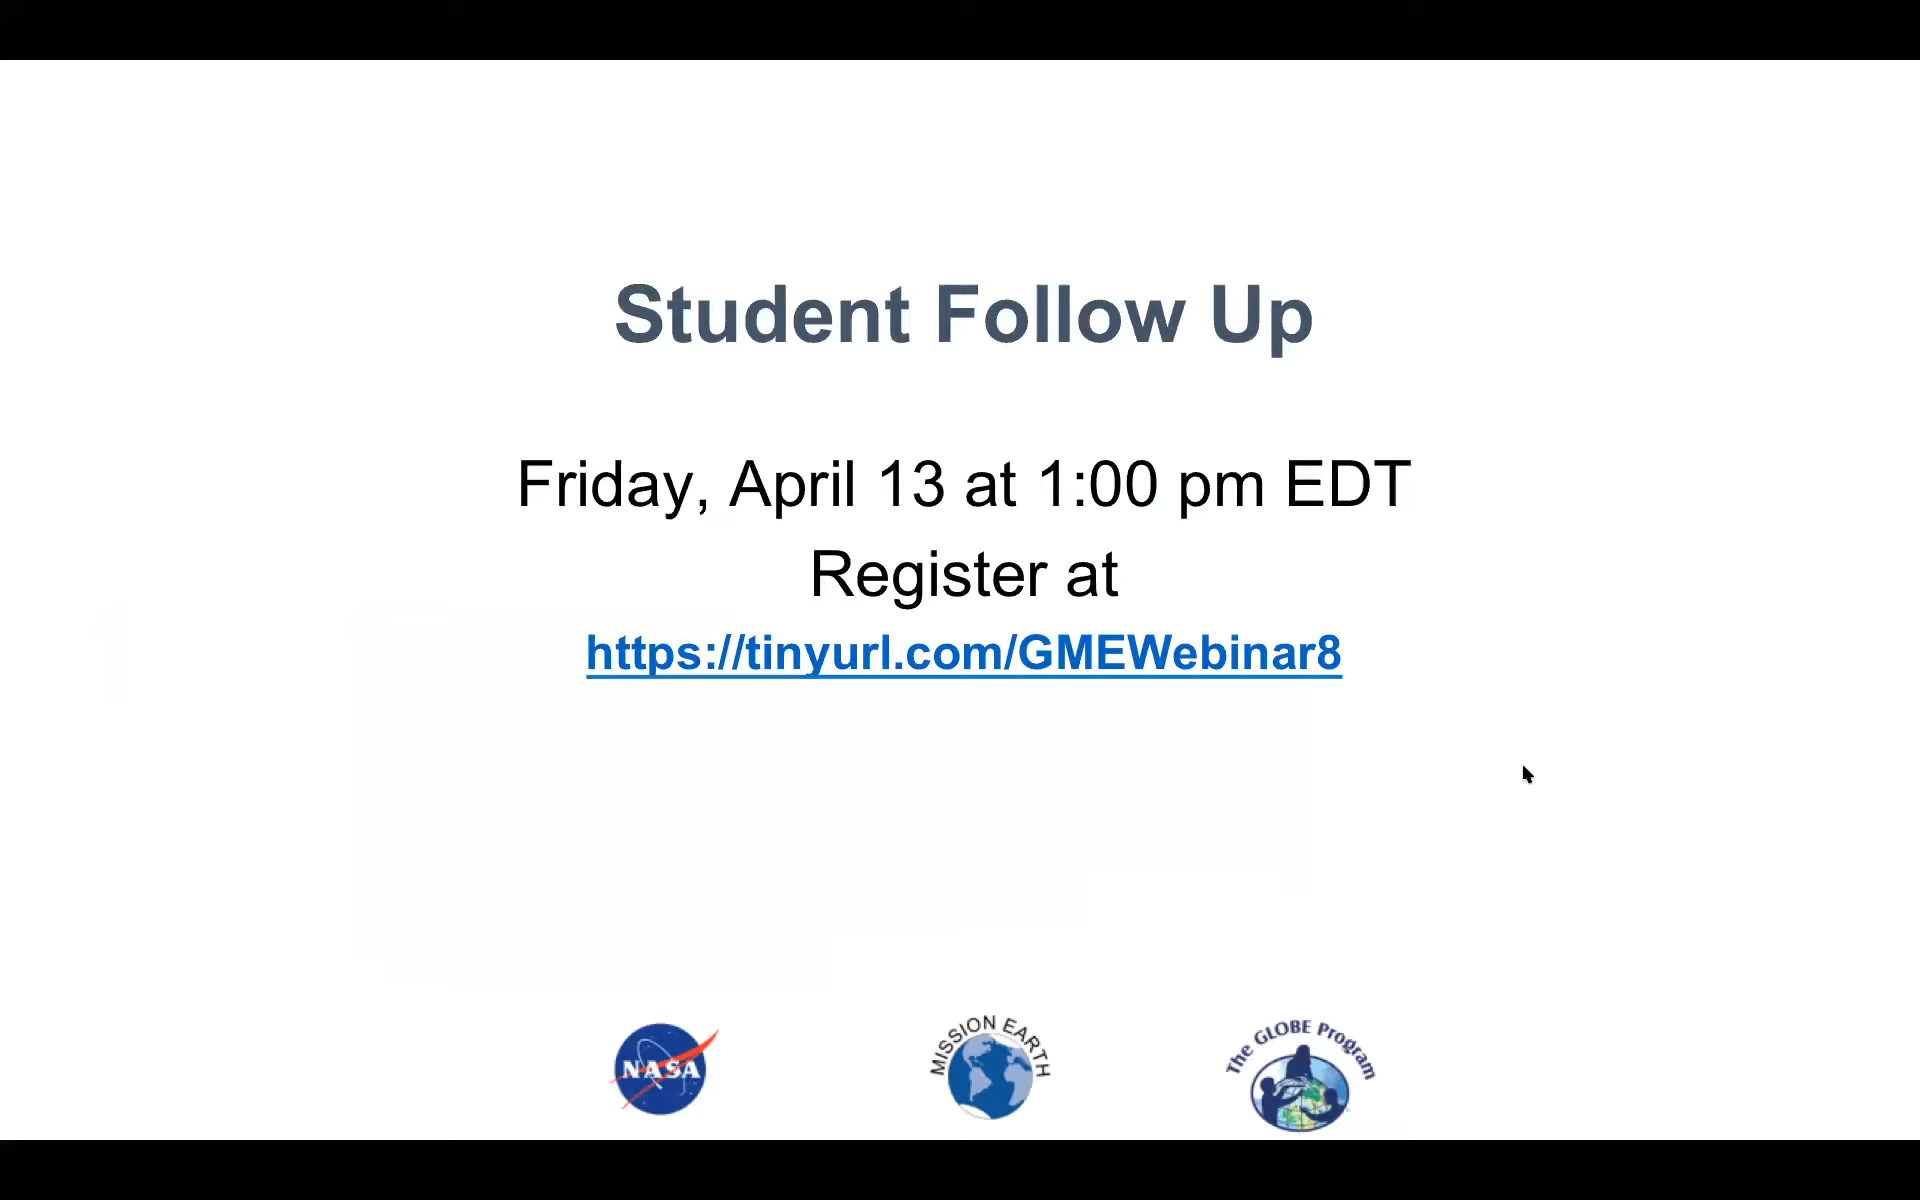 Student Follow Up
Friday, April 13 at 1:00 pm EDT
Register at
https://tinyurl.com/GMEWebinar8
NASA
MISSION EARTH
The GLOBE Program